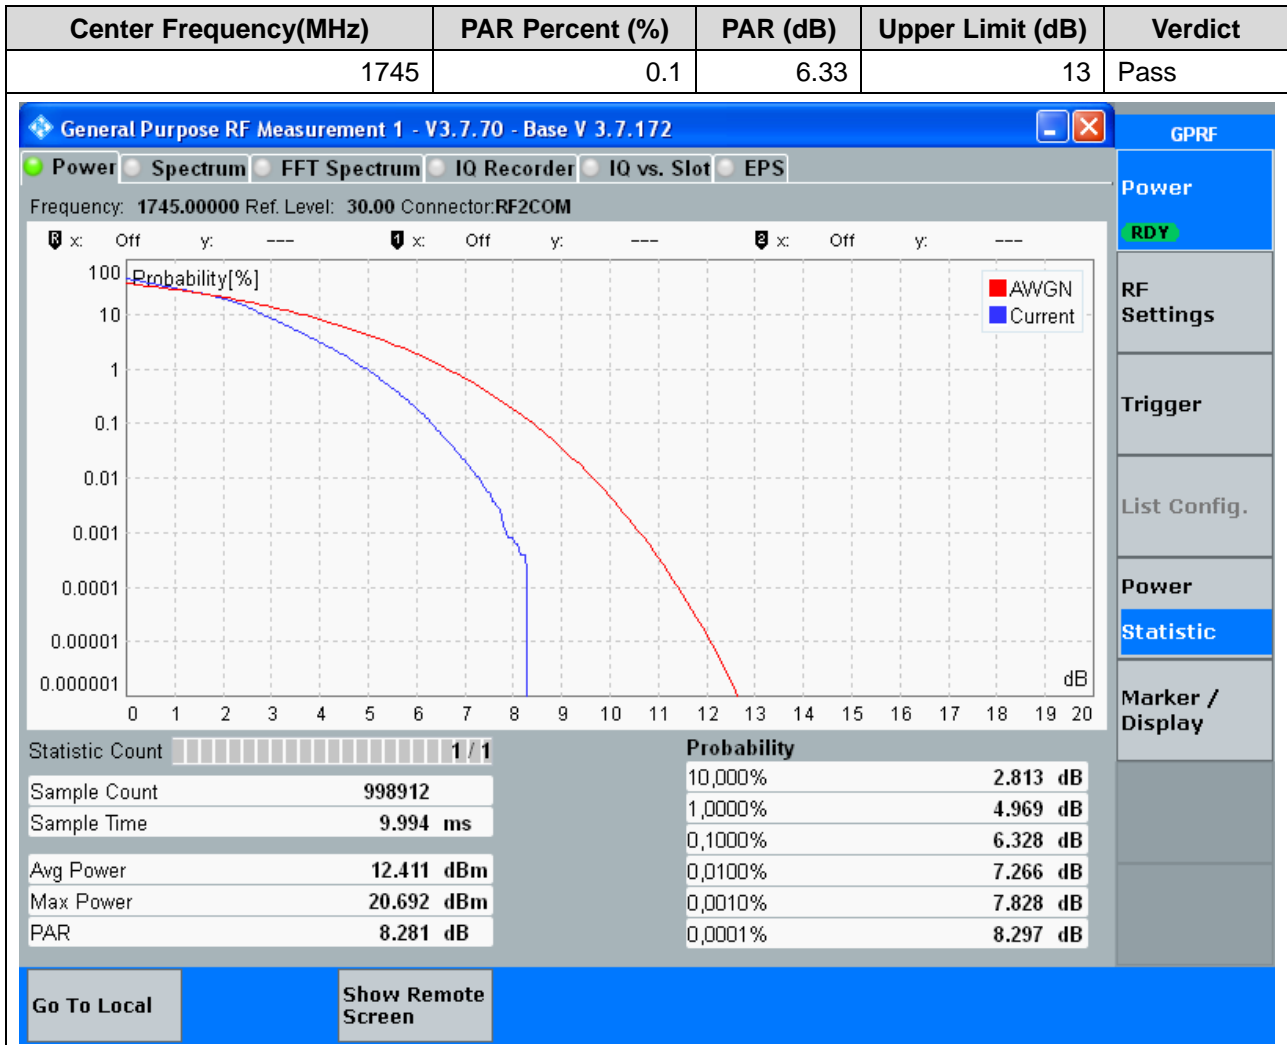 Center Frequency(MHz) PAR Percent (%) PAR (dB) Upper Limit (dB) Verdict
1745 0.1 6.33 13 Pass
General Purpose RF Measurement 1 - V3.7.70 - Base V 3.7.172
GPRF
Power Spectrum FFT Spectrum IQ Recorder IQ vs. Slot EPS
Power
RDY
Frequency: 1745.00000 Ref. Level: 30.00 Connector:RF2COM
R x: Off y: --- 1 x: Off y: --- 2 x: Off y: ---
Probability[%]
AWGN
Current
100
10
1
0.1
0.01
0.001
0.0001
0.00001
0.000001
dB
0 1 2 3 4 5 6 7 8 9 10 11 12 13 14 15 16 17 18 19 20
RF
Settings
Trigger
List Config.
Power
Statistic
Marker /
Display
Statistic Count 1 / 1
Sample Count 998912
Sample Time 9.994 ms
Avg Power 12.411 dBm
Max Power 20.692 dBm
PAR 8.281 dB
Probability
10,000% 2.813 dB
1,0000% 4.969 dB
0,1000% 6.328 dB
0,0100% 7.266 dB
0,0010% 7.828 dB
0,0001% 8.297 dB
Go To Local
Show Remote
Screen